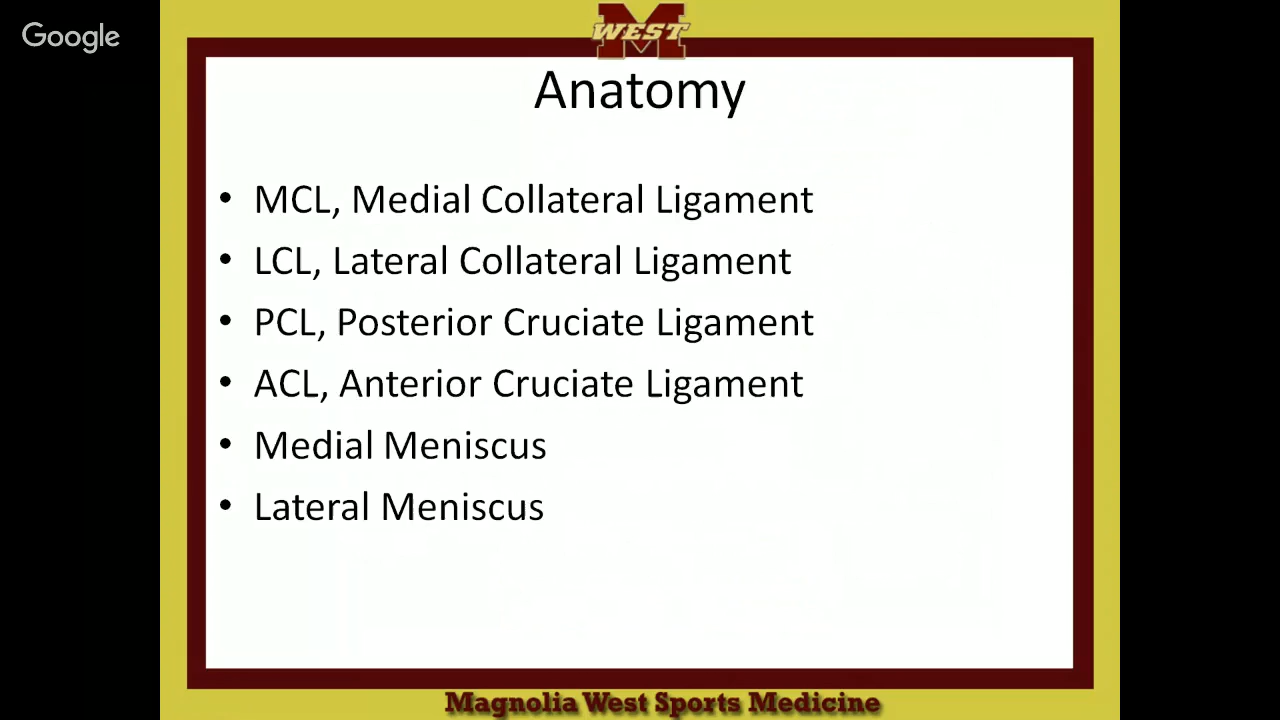 Google
M
WEST
Anatomy
• MCL, Medial Collateral Ligament
• LCL, Lateral Collateral Ligament
• PCL, Posterior Cruciate Ligament
• ACL, Anterior Cruciate Ligament
• Medial Meniscus
• Lateral Meniscus
Magnolia West Sports Medicine